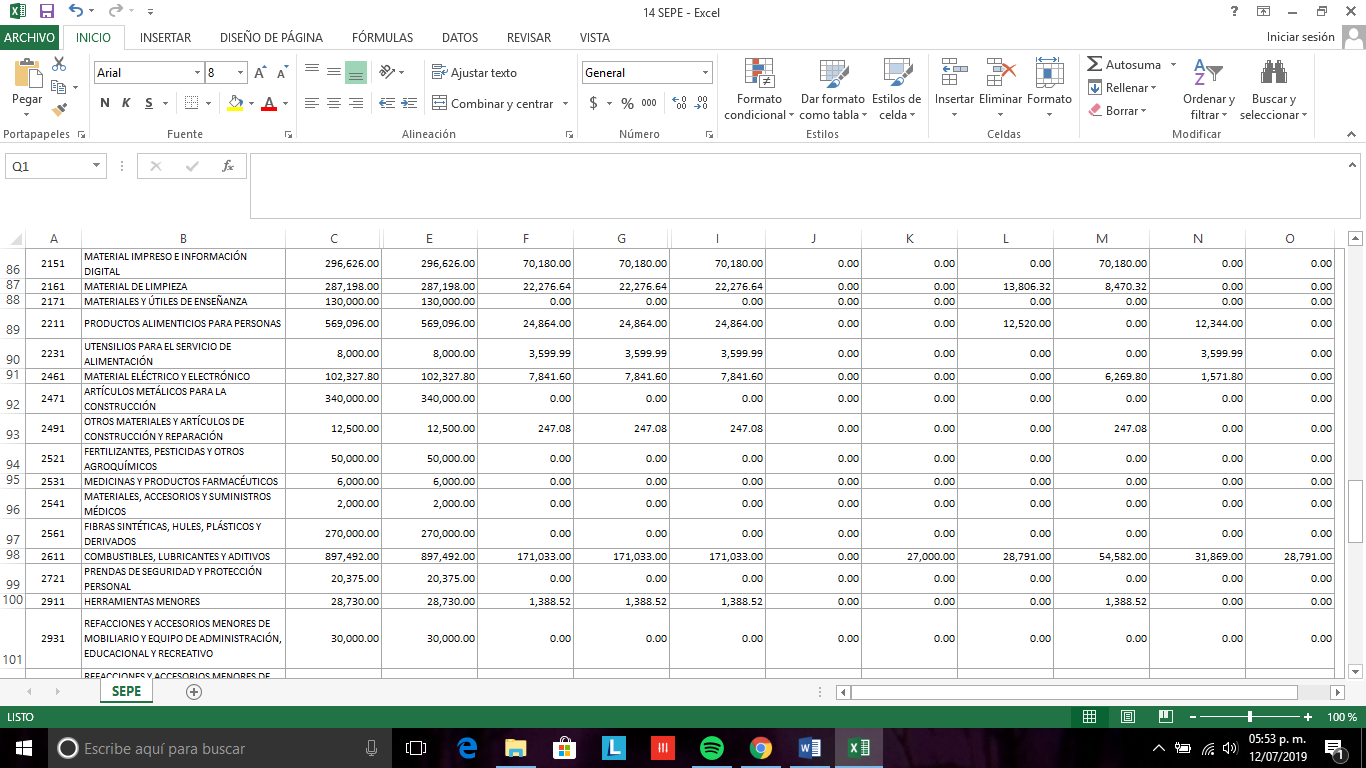 14 SEPE - Excel
ARCHIVO INICIO INSERTAR DISEÑO DE PÁGINA FÓRMULAS DATOS REVISAR VISTA Iniciar sesión
Pegar
Portapapeles
Arial 8
N K S A
Fuente
Ajustar texto
Combinar y centrar
Alineación
General
$ % 000
Número
Formato condicional
Dar formato como tabla
Estilos de celda
Estilos
Insertar Eliminar Formato
Celdas
Autosuma
Rellenar
Borrar
Ordenar y filtrar
Buscar y seleccionar
Modificar
Q1 fx
A B C E F G I J K L M N O
86 2151 MATERIAL IMPRESO E INFORMACIÓN DIGITAL 296,626.00 296,626.00 70,180.00 70,180.00 70,180.00 0.00 0.00 0.00 70,180.00 0.00 0.00
87 2161 MATERIAL DE LIMPIEZA 287,198.00 287,198.00 22,276.64 22,276.64 22,276.64 0.00 0.00 13,806.32 8,470.32 0.00 0.00
88 2171 MATERIALES Y ÚTILES DE ENSEÑANZA 130,000.00 130,000.00 0.00 0.00 0.00 0.00 0.00 0.00 0.00 0.00 0.00
89 2211 PRODUCTOS ALIMENTICIOS PARA PERSONAS 569,096.00 569,096.00 24,864.00 24,864.00 24,864.00 0.00 0.00 12,520.00 0.00 12,344.00 0.00
90 2231 UTENSILIOS PARA EL SERVICIO DE ALIMENTACIÓN 8,000.00 8,000.00 3,599.99 3,599.99 3,599.99 0.00 0.00 0.00 0.00 3,599.99 0.00
91 2461 MATERIAL ELÉCTRICO Y ELECTRÓNICO 102,327.80 102,327.80 7,841.60 7,841.60 7,841.60 0.00 0.00 0.00 6,269.80 1,571.80 0.00
92 2471 ARTÍCULOS METÁLICOS PARA LA CONSTRUCCIÓN 340,000.00 340,000.00 0.00 0.00 0.00 0.00 0.00 0.00 0.00 0.00 0.00
93 2491 OTROS MATERIALES Y ARTÍCULOS DE CONSTRUCCIÓN Y REPARACIÓN 12,500.00 12,500.00 247.08 247.08 247.08 0.00 0.00 0.00 247.08 0.00 0.00
94 2521 FERTILIZANTES, PESTICIDAS Y OTROS AGROQUÍMICOS 50,000.00 50,000.00 0.00 0.00 0.00 0.00 0.00 0.00 0.00 0.00 0.00
95 2531 MEDICINAS Y PRODUCTOS FARMACÉUTICOS 6,000.00 6,000.00 0.00 0.00 0.00 0.00 0.00 0.00 0.00 0.00 0.00
96 2541 MATERIALES, ACCESORIOS Y SUMINISTROS MÉDICOS 2,000.00 2,000.00 0.00 0.00 0.00 0.00 0.00 0.00 0.00 0.00 0.00
97 2561 FIBRAS SINTÉTICAS, HULES, PLÁSTICOS Y DERIVADOS 270,000.00 270,000.00 0.00 0.00 0.00 0.00 0.00 0.00 0.00 0.00 0.00
98 2611 COMBUSTIBLES, LUBRICANTES Y ADITIVOS 897,492.00 897,492.00 171,033.00 171,033.00 171,033.00 0.00 27,000.00 28,791.00 54,582.00 31,869.00 28,791.00
99 2721 PRENDAS DE SEGURIDAD Y PROTECCIÓN PERSONAL 20,375.00 20,375.00 0.00 0.00 0.00 0.00 0.00 0.00 0.00 0.00 0.00
100 2911 HERRAMIENTAS MENORES 28,730.00 28,730.00 1,388.52 1,388.52 1,388.52 0.00 0.00 0.00 1,388.52 0.00 0.00
101 2931 REFACCIONES Y ACCESORIOS MENORES DE MOBILIARIO Y EQUIPO DE ADMINISTRACIÓN, EDUCACIONAL Y RECREATIVO 30,000.00 30,000.00 0.00 0.00 0.00 0.00 0.00 0.00 0.00 0.00 0.00
REFACCIONES Y ACCESORIOS MENORES DE
SEPE
LISTO 100 %
Escribe aquí para buscar
05:53 p. m.
12/07/2019
1